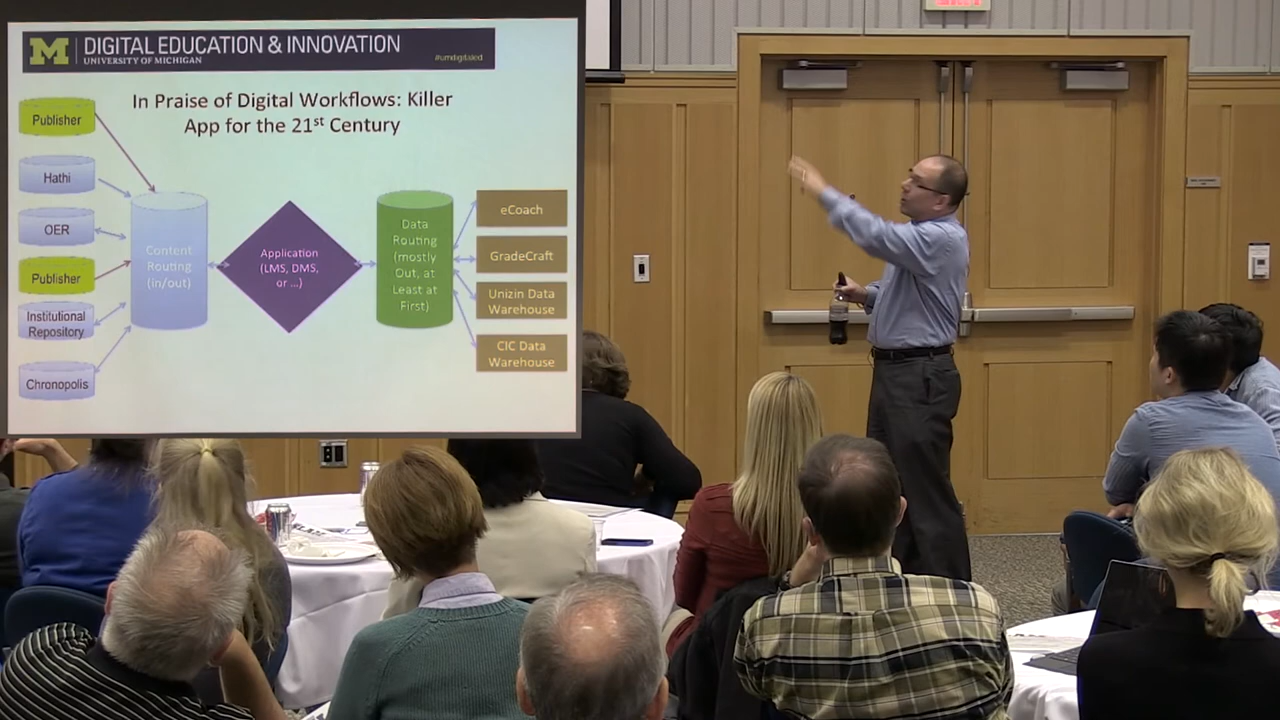 M
DIGITAL EDUCATION & INNOVATION
UNIVERSITY OF MICHIGAN
#umdigitaled
In Praise of Digital Workflows: Killer
App for the 21st Century
Publisher
Hathi
OER
Publisher
Institutional
Repository
Chronopolis
Content
Routing
(in/out)
Application
(LMS, DMS,
or ...)
Data
Routing
(mostly
Out, at
Least at
First)
eCoach
GradeCraft
Unizin Data
Warehouse
CIC Data
Warehouse